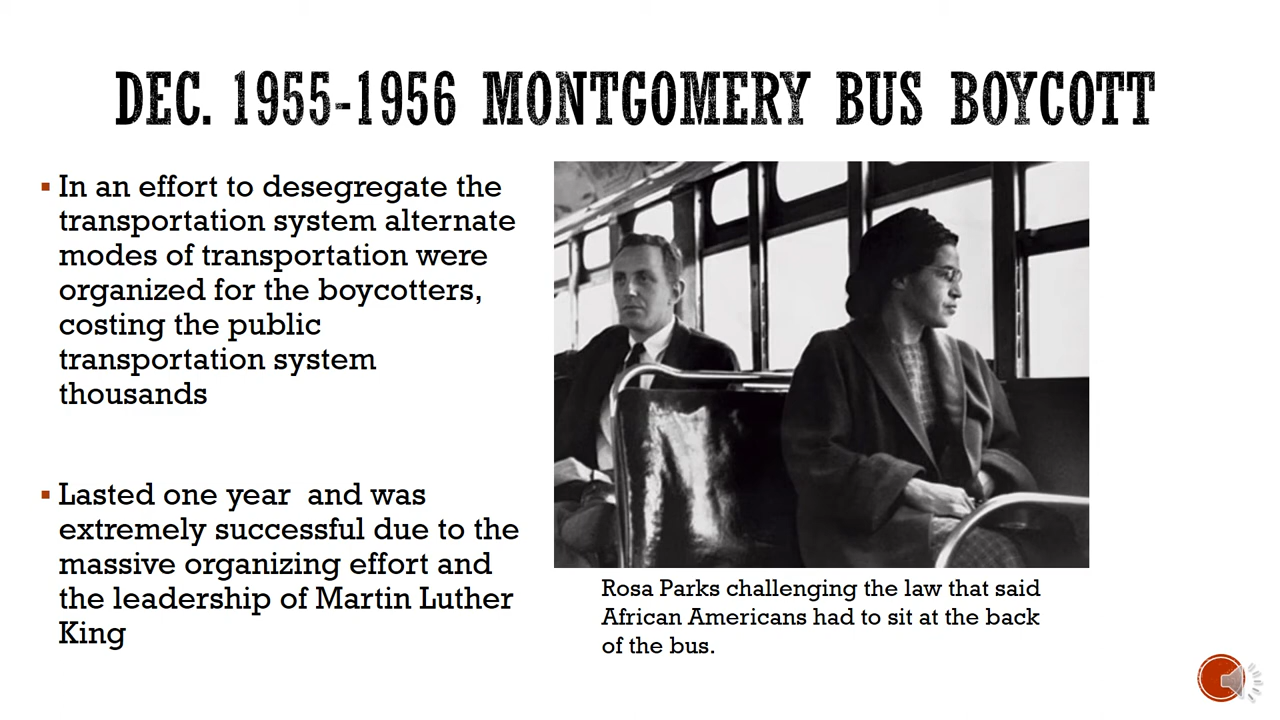 DEC. 1955-1956 MONTGOMERY BUS BOYCOTT
In an effort to desegregate the
transportation system alternate
modes of transportation were
organized for the boycotters,
costing the public
transportation system
thousands
Lasted one year  and was
extremely successful due to the
massive organizing effort and
the leadership of Martin Luther
King
Rosa Parks challenging the law that said
African Americans had to sit at the back
of the bus.